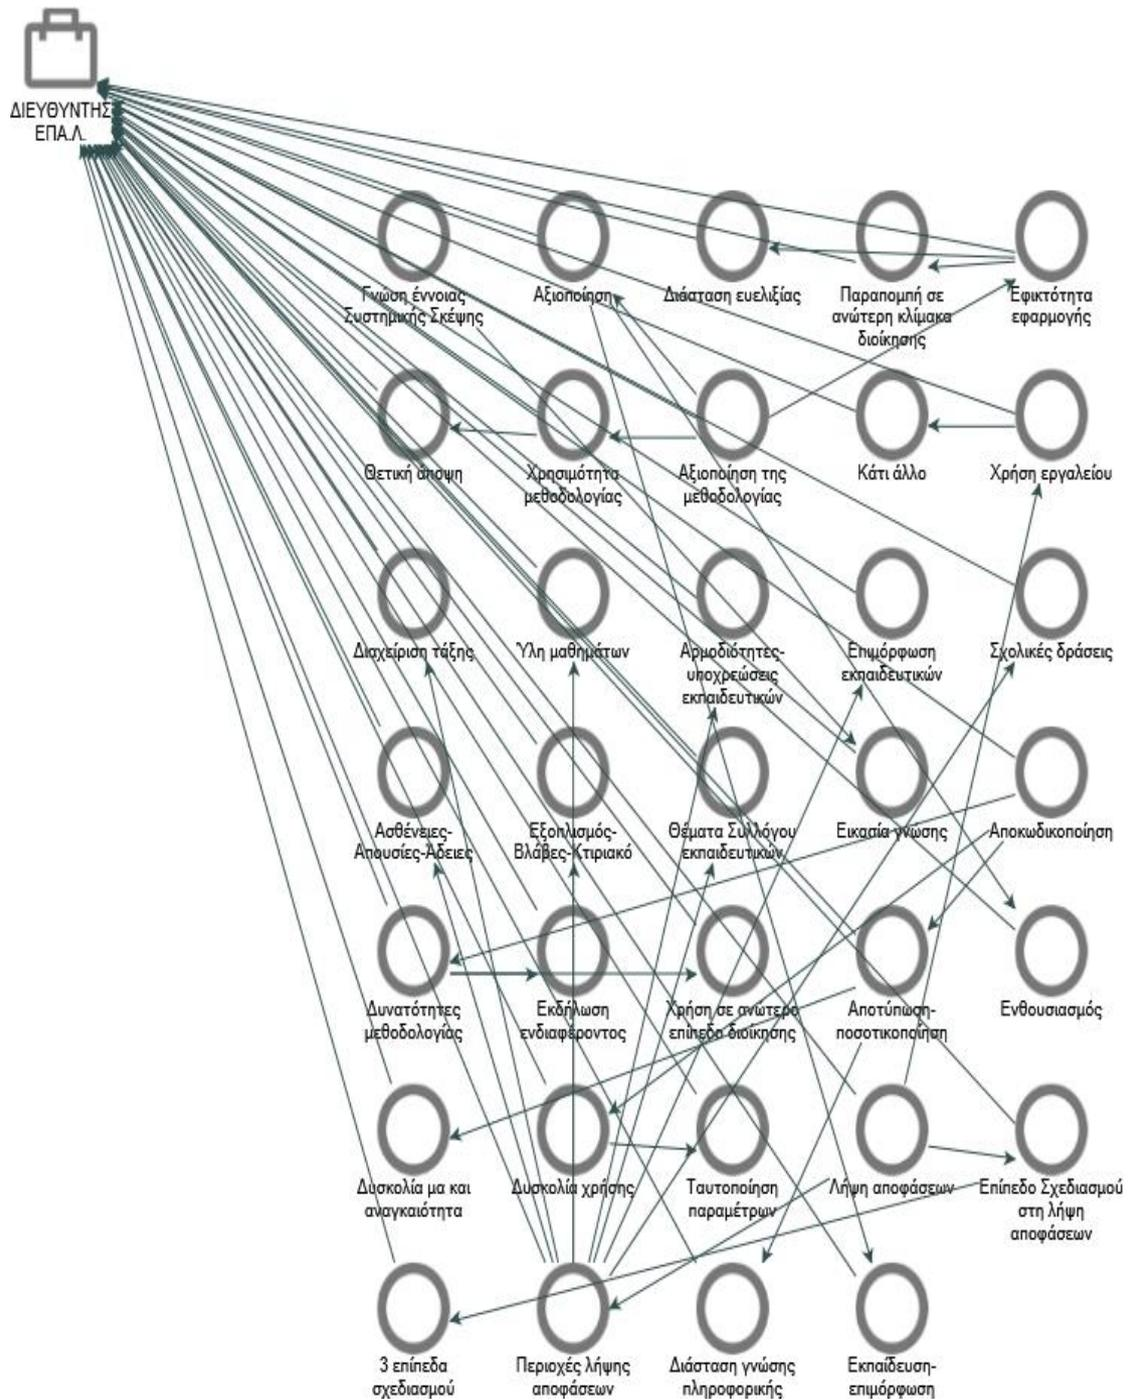 ΔΙΕΥΘΥΝΤΗΣ
ΕΠΑ.Λ.
Γνώση έννοιας
Συστημικής Σκέψης
Αξιοποίηση
Διάσταση ευελιξίας
Παραπομπή σε
ανώτερη κλίμακα
διοίκησης
Εφικτότητα
εφαρμογής
Θετική άποψη
Χρησιμότητα
μεθοδολογίας
Αξιοποίηση της
μεθοδολογίας
Κάτι άλλο
Χρήση εργαλείου
Διαχείριση τάξης
Ύλη μαθημάτων
Αρμοδιότητες-
υποχρεώσεις
εκπαιδευτικών
Επιμόρφωση
εκπαιδευτικών
Σχολικές δράσεις
Ασθένειες-
Απουσίες-Άδειες
Εξοπλισμός-
Βλάβες-Κτιριακό
Θέματα Συλλόγου
εκπαιδευτικών
Εικασία γνώσης
Αποκωδικοποίηση
Δυνατότητες
μεθοδολογίας
Εκδήλωση
ενδιαφέροντος
Χρήση σε ανώτερο
επίπεδο διοίκησης
Αποτύπωση-
ποσοτικοποίηση
Ενθουσιασμός
Δυσκολία μα και
αναγκαιότητα
Δυσκολία χρήσης
Ταυτοποίηση
παραμέτρων
Λήψη αποφάσεων
Επίπεδο Σχεδιασμού
στη λήψη
αποφάσεων
3 επίπεδα
σχεδιασμού
Περιοχές λήψης
αποφάσεων
Διάσταση γνώσης
πληροφορικής
Εκπαίδευση-
επιμόρφωση